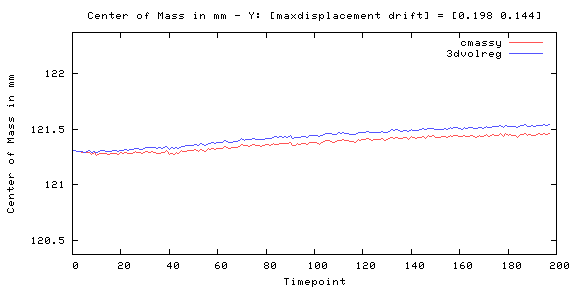 Center of Mass in mm - Y: [maxdisplacement drift] = [0.198 0.144]
cmassy
3dvolreg
122
121.5
121
120.5
Center of Mass in mm
0 20 40 60 80 100 120 140 160 180 200
Timepoint